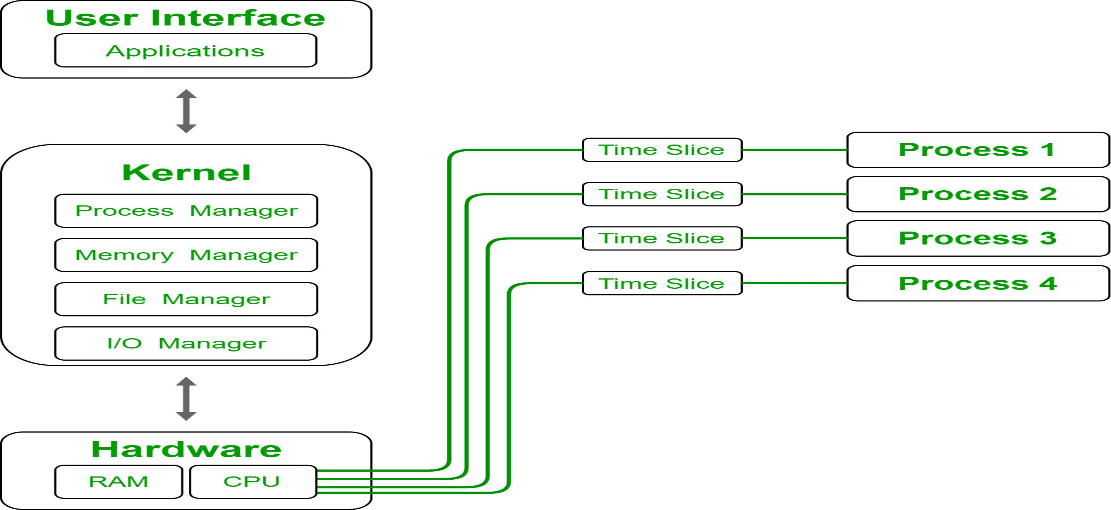 User Interface
Applications
Kernel
Process Manager
Memory Manager
File Manager
I/O Manager
Hardware
RAM
CPU
Time Slice
Process 1
Time Slice
Process 2
Time Slice
Process 3
Time Slice
Process 4